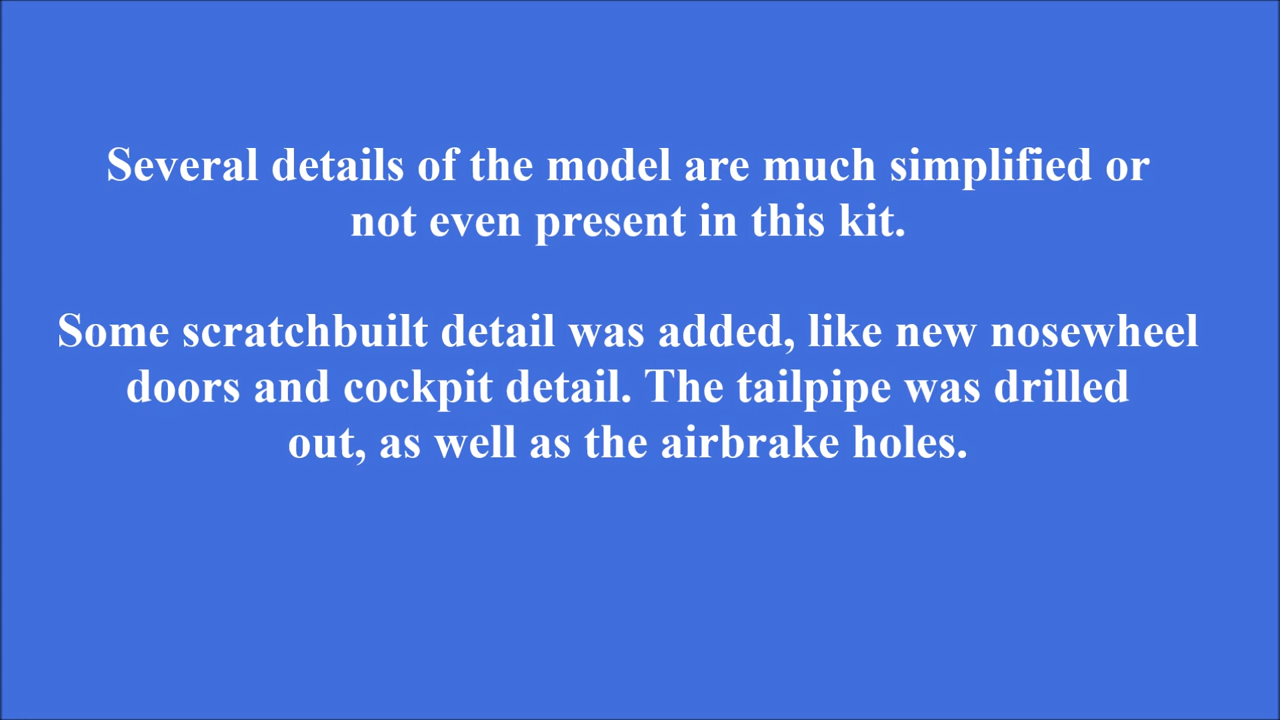 Several details of the model are much simplified or
not even present in this kit.
Some scratchbuilt detail was added, like new nosewheel
doors and cockpit detail. The tailpipe was drilled
out, as well as the airbrake holes.